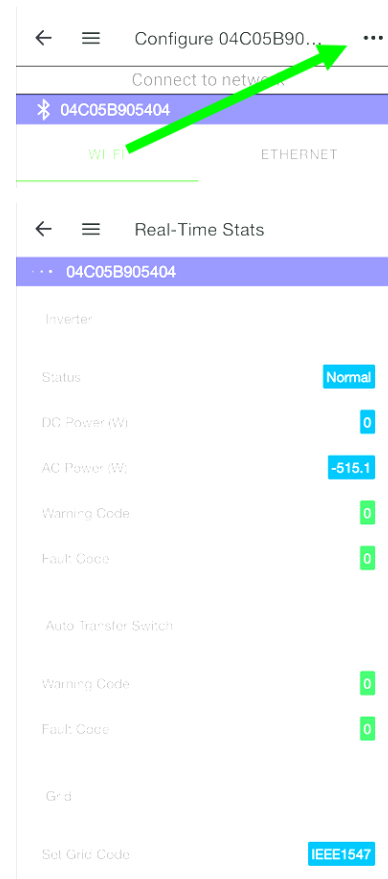 Configure 04C05B90...
Connect to network
04C05B905404
WI-FI ETHERNET
Real-Time Stats
04C05B905404
Inverter
Status Normal
DC Power (W) 0
AC Power (W) -515.1
Warning Code 0
Fault Code 0
Auto Transfer Switch
Warning Code 0
Fault Code 0
Grid
Set Grid Code IEEE1547